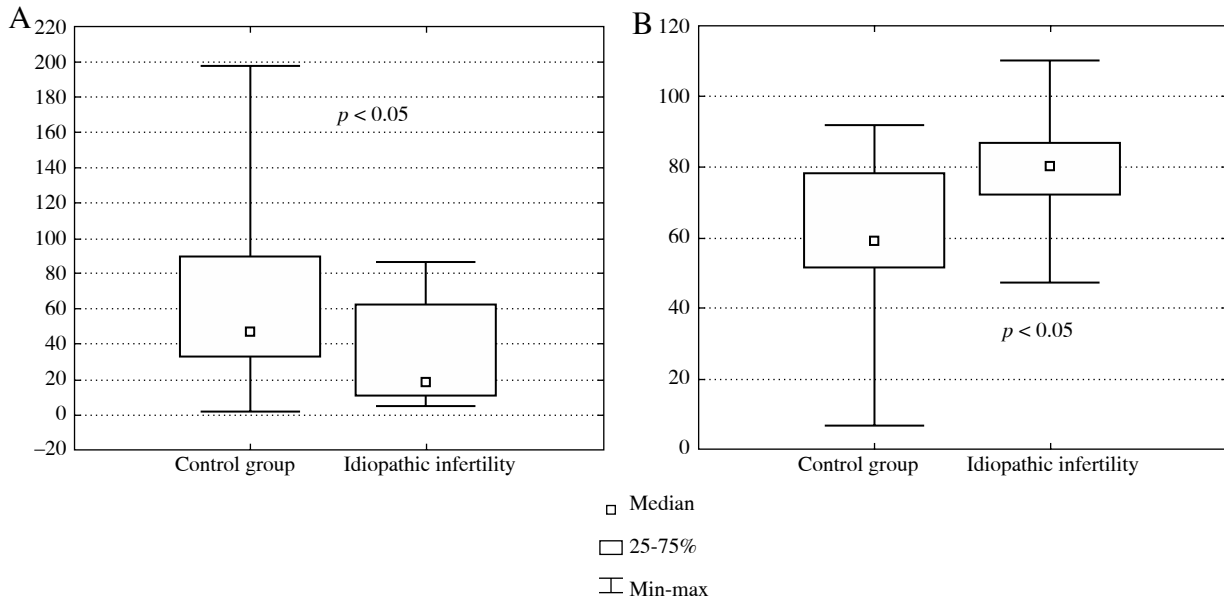 A
220
200
180
160
140
120
100
80
60
40
20
0
–20
p < 0.05
Control group
Idiopathic infertility
B
120
100
80
60
40
20
0
p < 0.05
Control group
Idiopathic infertility
Median
25-75%
Min-max